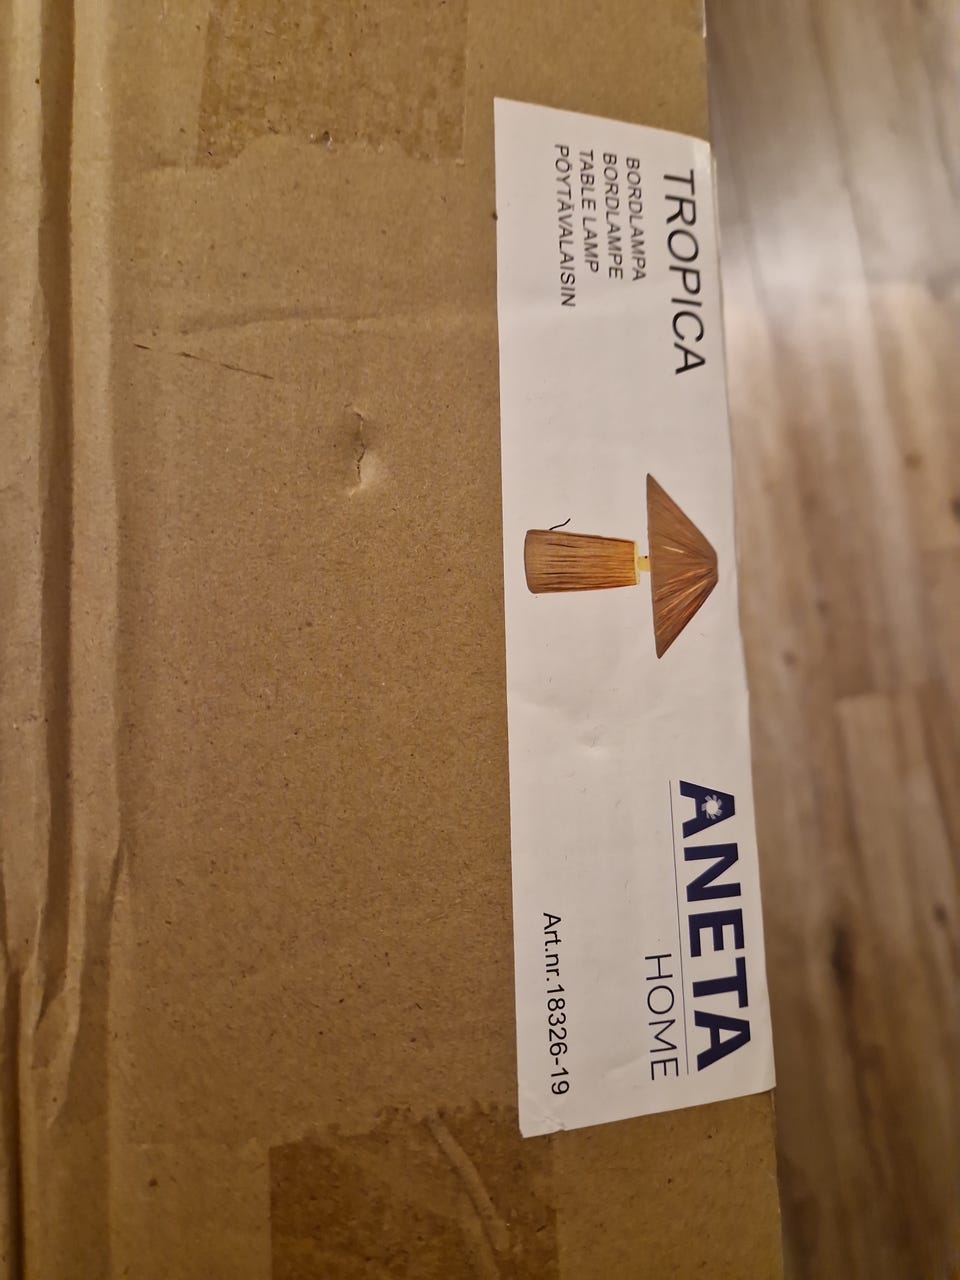 TROPICA
BORDLAMPA
BORDLAMPE
TABLE LAMP
PÖYTÄVALAISIN
ANETA
HOME
Art.nr.18326-19